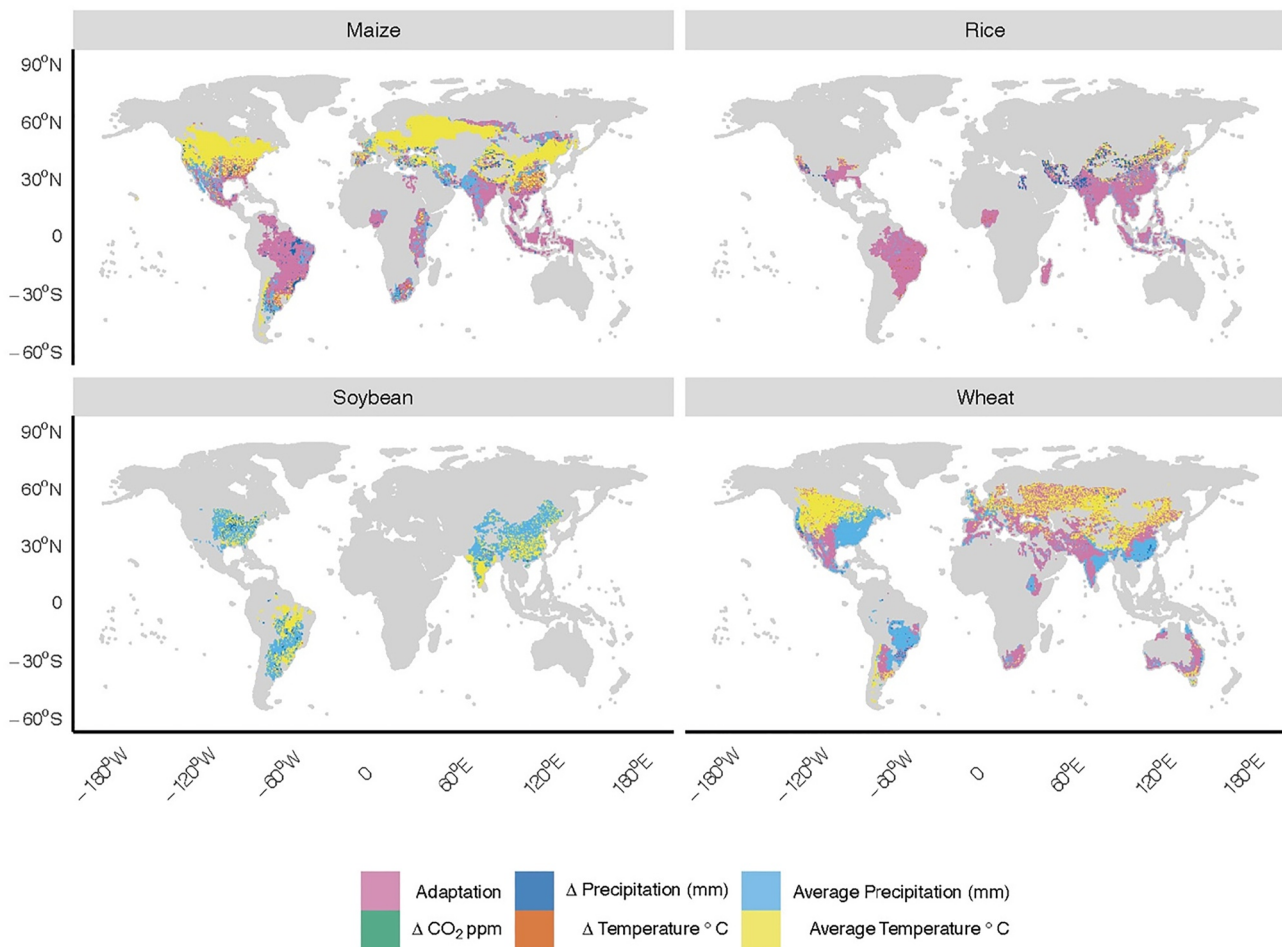 Maize
Rice
90°N
60°N
30°N
0
–30°S
–60°S
Soybean
Wheat
90°N
60°N
30°N
0
–30°S
–60°S
–180°W
–120°W
–60°W
0
60°E
120°E
180°E
–180°W
–120°W
–60°W
0
60°E
120°E
180°E
Adaptation
Δ Precipitation (mm)
Average Precipitation (mm)
Δ CO₂ ppm
Δ Temperature ° C
Average Temperature ° C